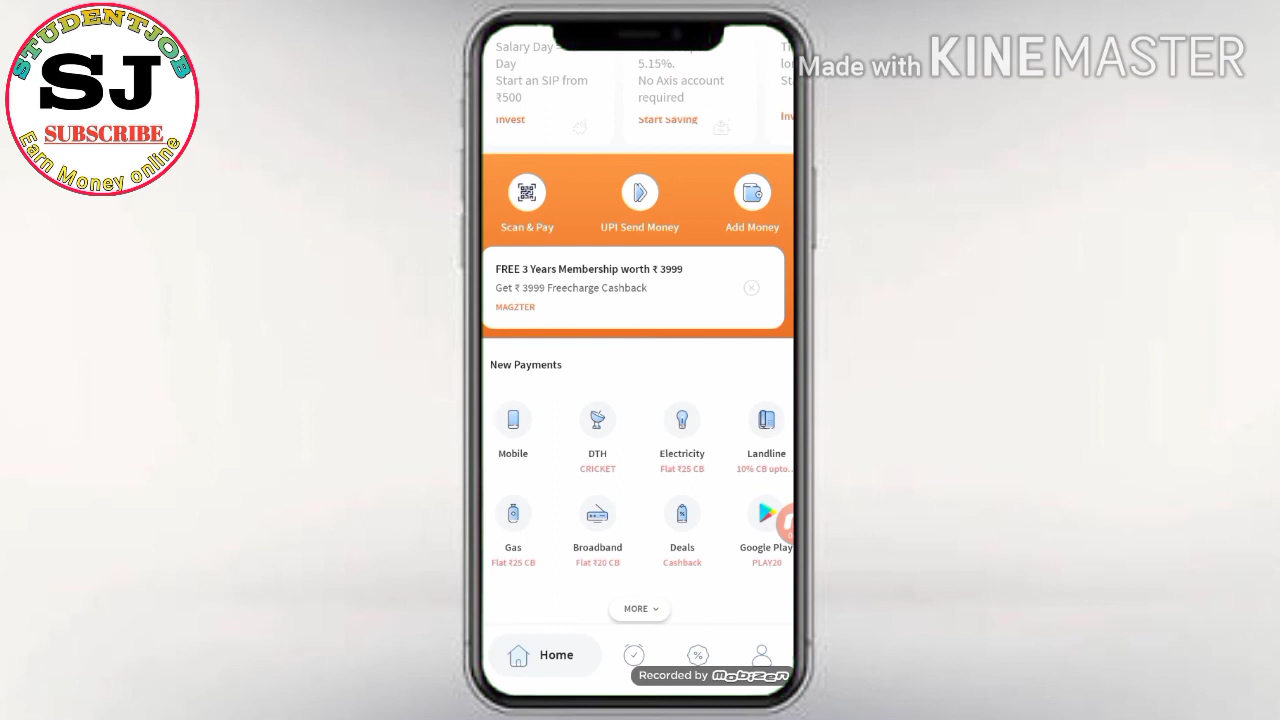 STUDENTJOB
SJ
SUBSCRIBE
Earn Money online
Made with KINEMASTER
Salary Day –
Day
Start an SIP from
₹500
Invest
5.15%.
No Axis account
required
Start Saving
Scan & Pay
UPI Send Money
Add Money
FREE 3 Years Membership worth ₹ 3999
Get ₹ 3999 Freecharge Cashback
MAGZTER
New Payments
Mobile
DTH
CRICKET
Electricity
Flat ₹25 CB
Landline
10% CB upto..
Gas
Flat ₹25 CB
Broadband
Flat ₹20 CB
Deals
Cashback
Google Play
PLAY20
MORE
Home
Recorded by MOBIZEN